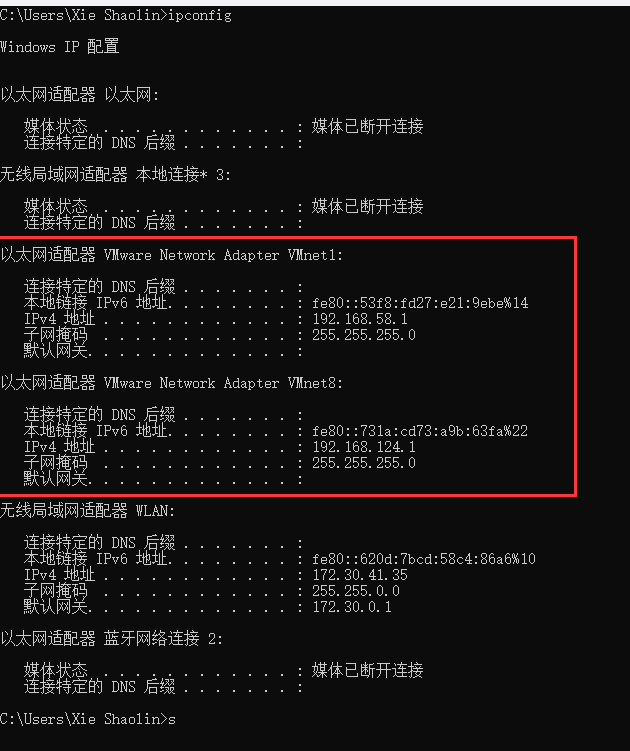 C:\Users\Xie Shaolin>ipconfig
Windows IP 配置
以太网适配器 以太网:
媒体状态 . . . . . . . . . . . . : 媒体已断开连接
连接特定的 DNS 后缀 . . . . . . . :
无线局域网适配器 本地连接* 3:
媒体状态 . . . . . . . . . . . . : 媒体已断开连接
连接特定的 DNS 后缀 . . . . . . . :
以太网适配器 VMware Network Adapter VMnet1:
连接特定的 DNS 后缀 . . . . . . . :
本地链接 IPv6 地址. . . . . . . . : fe80::53f8:fd27:e21:9ebe%14
IPv4 地址 . . . . . . . . . . . . : 192.168.58.1
子网掩码 . . . . . . . . . . . . : 255.255.255.0
默认网关. . . . . . . . . . . . . :
以太网适配器 VMware Network Adapter VMnet8:
连接特定的 DNS 后缀 . . . . . . . :
本地链接 IPv6 地址. . . . . . . . : fe80::731a:cd73:a9b:63fa%22
IPv4 地址 . . . . . . . . . . . . : 192.168.124.1
子网掩码 . . . . . . . . . . . . : 255.255.255.0
默认网关. . . . . . . . . . . . . :
无线局域网适配器 WLAN:
连接特定的 DNS 后缀 . . . . . . . :
本地链接 IPv6 地址. . . . . . . . : fe80::620d:7bcd:58c4:86a6%10
IPv4 地址 . . . . . . . . . . . . : 172.30.41.35
子网掩码 . . . . . . . . . . . . : 255.255.0.0
默认网关. . . . . . . . . . . . . : 172.30.0.1
以太网适配器 蓝牙网络连接 2:
媒体状态 . . . . . . . . . . . . : 媒体已断开连接
连接特定的 DNS 后缀 . . . . . . . :
C:\Users\Xie Shaolin>s